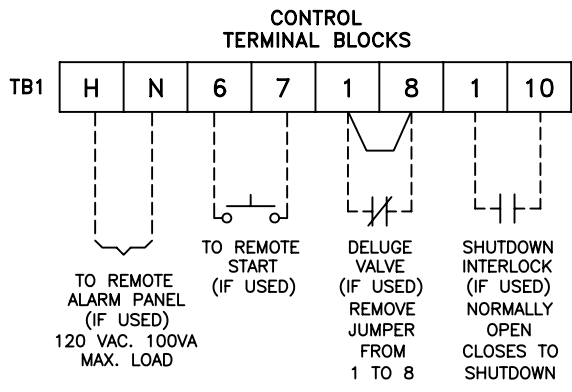 CONTROL
TERMINAL BLOCKS
TB1 H N 6 7 1 8 1 10
TO REMOTE
ALARM PANEL
(IF USED)
120 VAC. 100VA
MAX. LOAD
TO REMOTE
START
(IF USED)
DELUGE
VALVE
(IF USED)
REMOVE
JUMPER
FROM
1 TO 8
SHUTDOWN
INTERLOCK
(IF USED)
NORMALLY
OPEN
CLOSES TO
SHUTDOWN